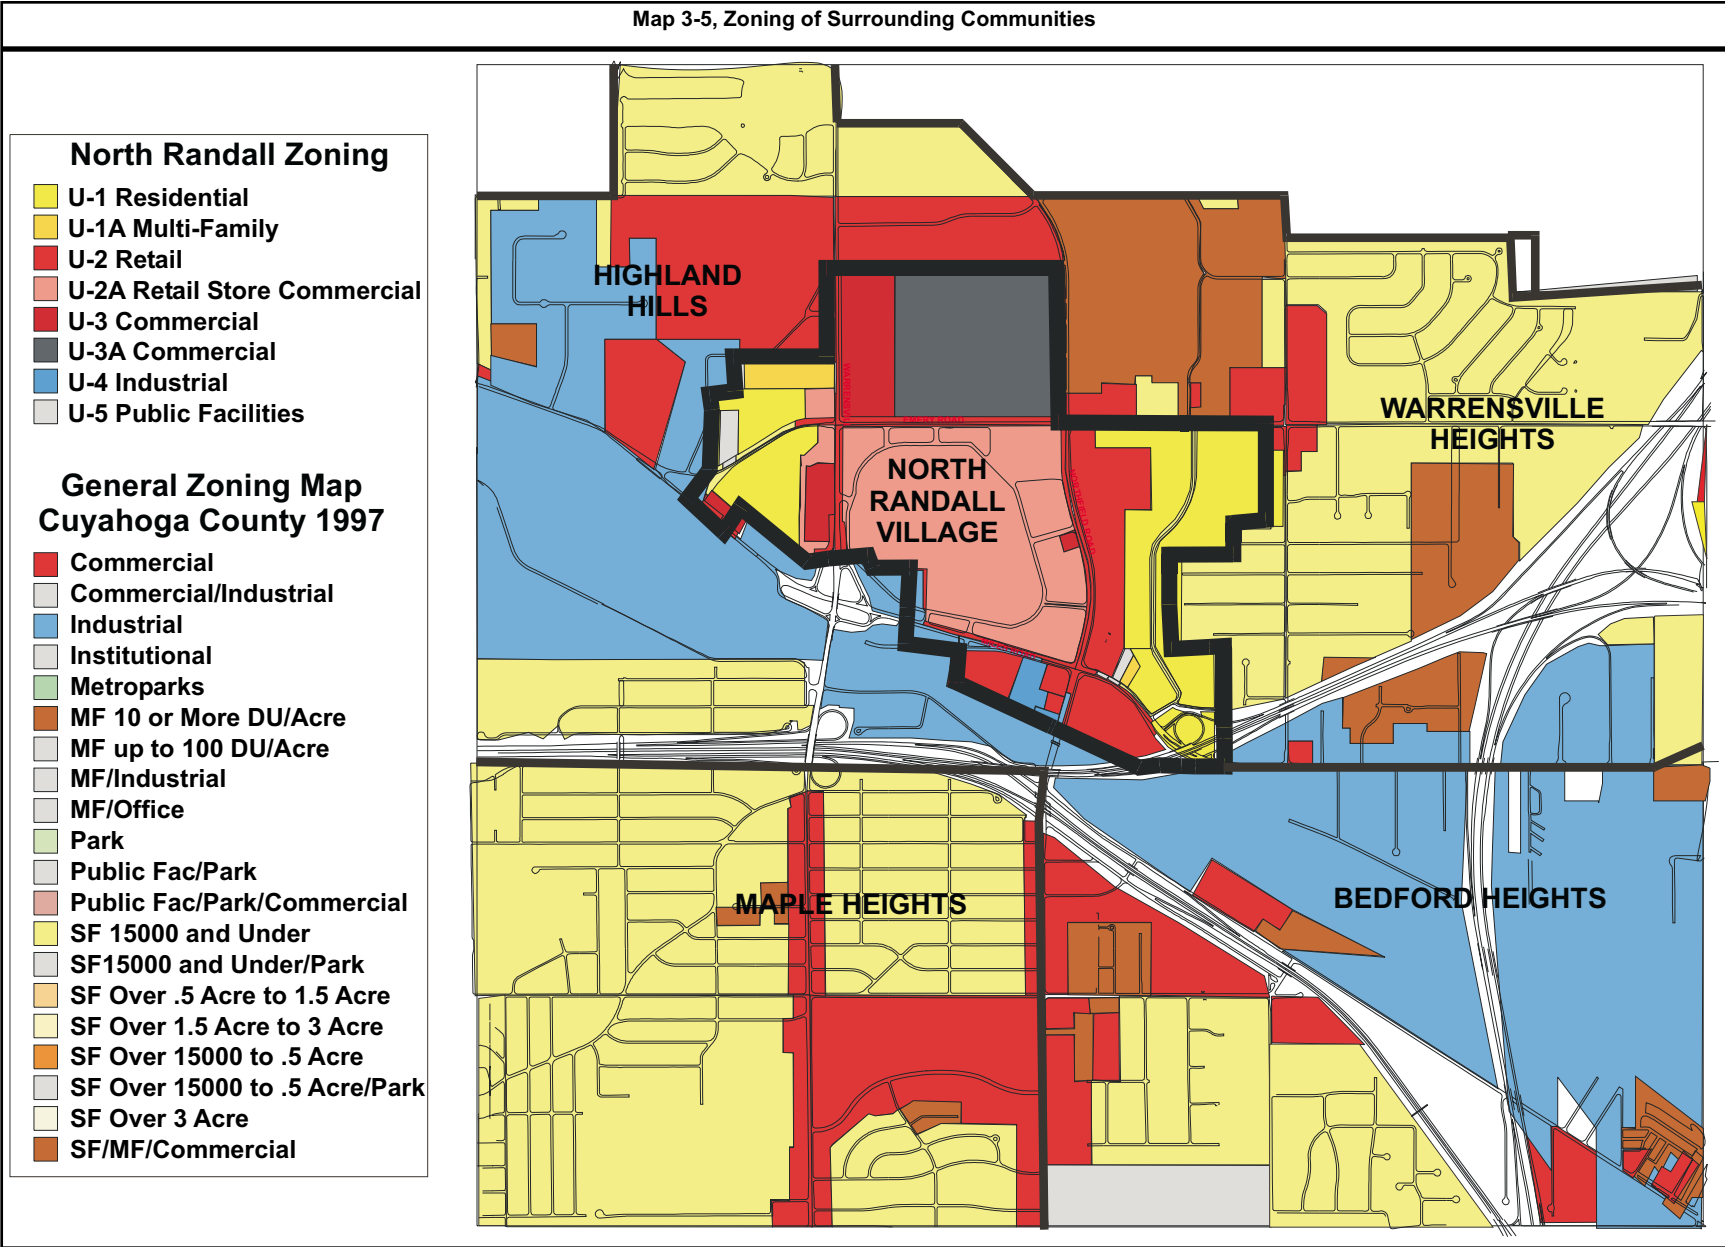 Map 3-5, Zoning of Surrounding Communities
North Randall Zoning
U-1 Residential
U-1A Multi-Family
U-2 Retail
U-2A Retail Store Commercial
U-3 Commercial
U-3A Commercial
U-4 Industrial
U-5 Public Facilities
General Zoning Map
Cuyahoga County 1997
Commercial
Commercial/Industrial
Industrial
Institutional
Metroparks
MF 10 or More DU/Acre
MF up to 100 DU/Acre
MF/Industrial
MF/Office
Park
Public Fac/Park
Public Fac/Park/Commercial
SF 15000 and Under
SF15000 and Under/Park
SF Over .5 Acre to 1.5 Acre
SF Over 1.5 Acre to 3 Acre
SF Over 15000 to .5 Acre
SF Over 15000 to .5 Acre/Park
SF Over 3 Acre
SF/MF/Commercial
HIGHLAND
HILLS
WARRENSVILLE
HEIGHTS
NORTH
RANDALL
VILLAGE
NORTHFIELD ROAD
MAPLE HEIGHTS
BEDFORD HEIGHTS